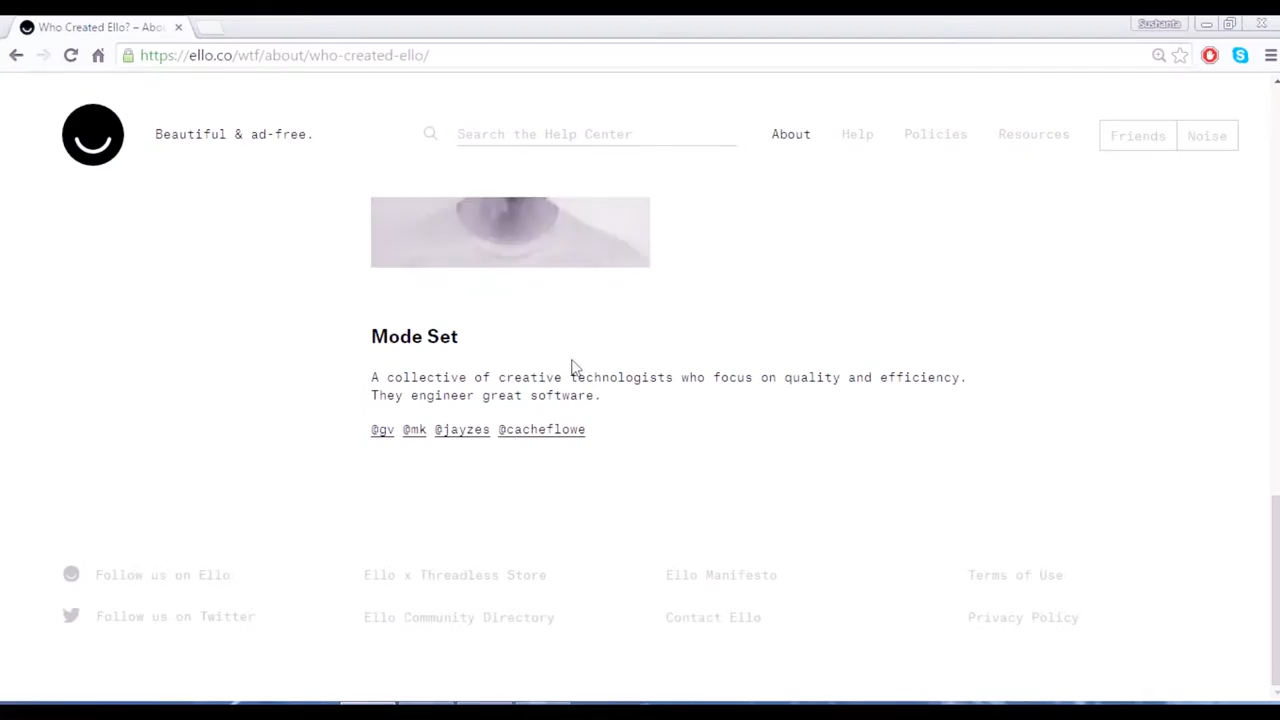 Who Created Ello? – Abo
Sushanta
https://ello.co/wtf/about/who-created-ello/
Beautiful & ad-free.
Search the Help Center
About
Help
Policies
Resources
Friends
Noise
Mode Set
A collective of creative technologists who focus on quality and efficiency.
They engineer great software.
@gv @mk @jayzes @cacheflowe
Follow us on Ello
Ello x Threadless Store
Ello Manifesto
Terms of Use
Follow us on Twitter
Ello Community Directory
Contact Ello
Privacy Policy